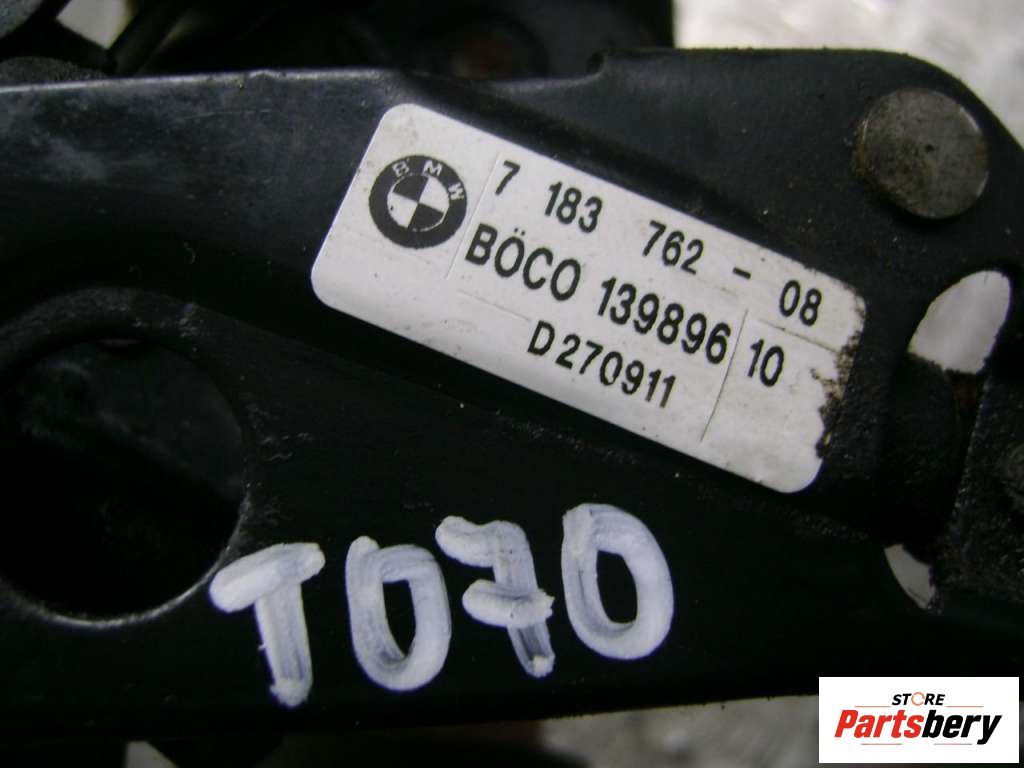 BMW
7 183 762 - 08
BÖCO 139896 10
D270911
T070
STORE
Partsbery